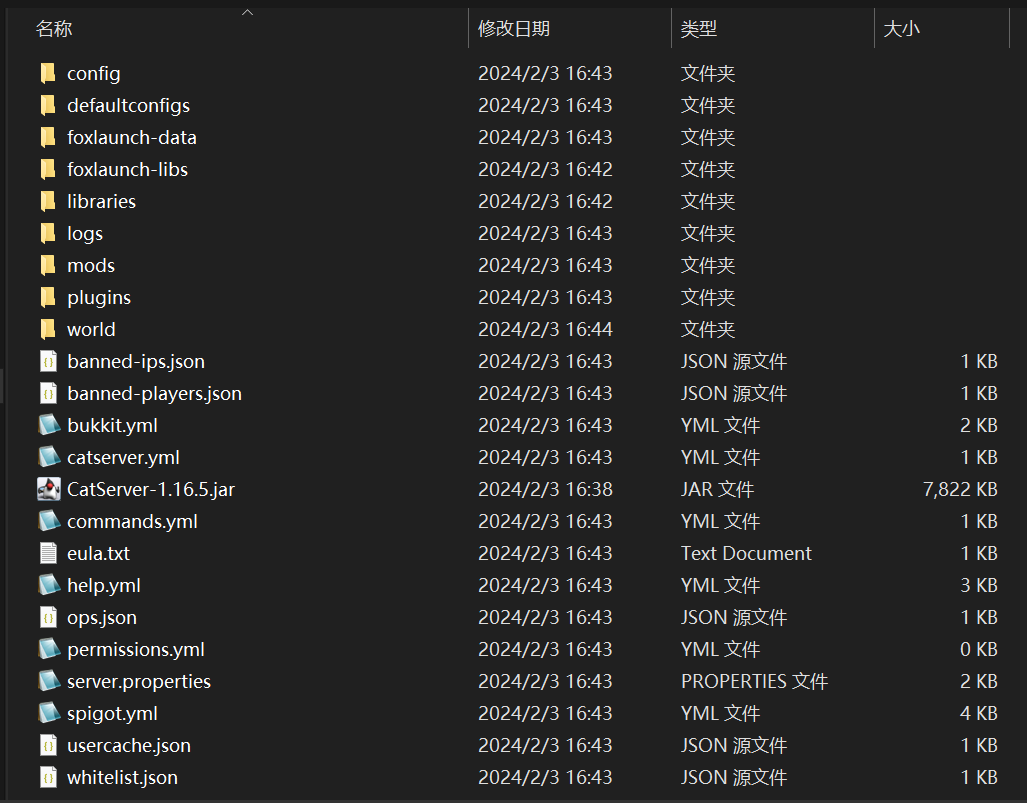 名称 修改日期 类型 大小
config 2024/2/3 16:43 文件夹
defaultconfigs 2024/2/3 16:43 文件夹
foxlaunch-data 2024/2/3 16:43 文件夹
foxlaunch-libs 2024/2/3 16:42 文件夹
libraries 2024/2/3 16:42 文件夹
logs 2024/2/3 16:43 文件夹
mods 2024/2/3 16:43 文件夹
plugins 2024/2/3 16:43 文件夹
world 2024/2/3 16:44 文件夹
banned-ips.json 2024/2/3 16:43 JSON 源文件 1 KB
banned-players.json 2024/2/3 16:43 JSON 源文件 1 KB
bukkit.yml 2024/2/3 16:43 YML 文件 2 KB
catserver.yml 2024/2/3 16:43 YML 文件 1 KB
CatServer-1.16.5.jar 2024/2/3 16:38 JAR 文件 7,822 KB
commands.yml 2024/2/3 16:43 YML 文件 1 KB
eula.txt 2024/2/3 16:43 Text Document 1 KB
help.yml 2024/2/3 16:43 YML 文件 3 KB
ops.json 2024/2/3 16:43 JSON 源文件 1 KB
permissions.yml 2024/2/3 16:43 YML 文件 0 KB
server.properties 2024/2/3 16:43 PROPERTIES 文件 2 KB
spigot.yml 2024/2/3 16:43 YML 文件 4 KB
usercache.json 2024/2/3 16:43 JSON 源文件 1 KB
whitelist.json 2024/2/3 16:43 JSON 源文件 1 KB